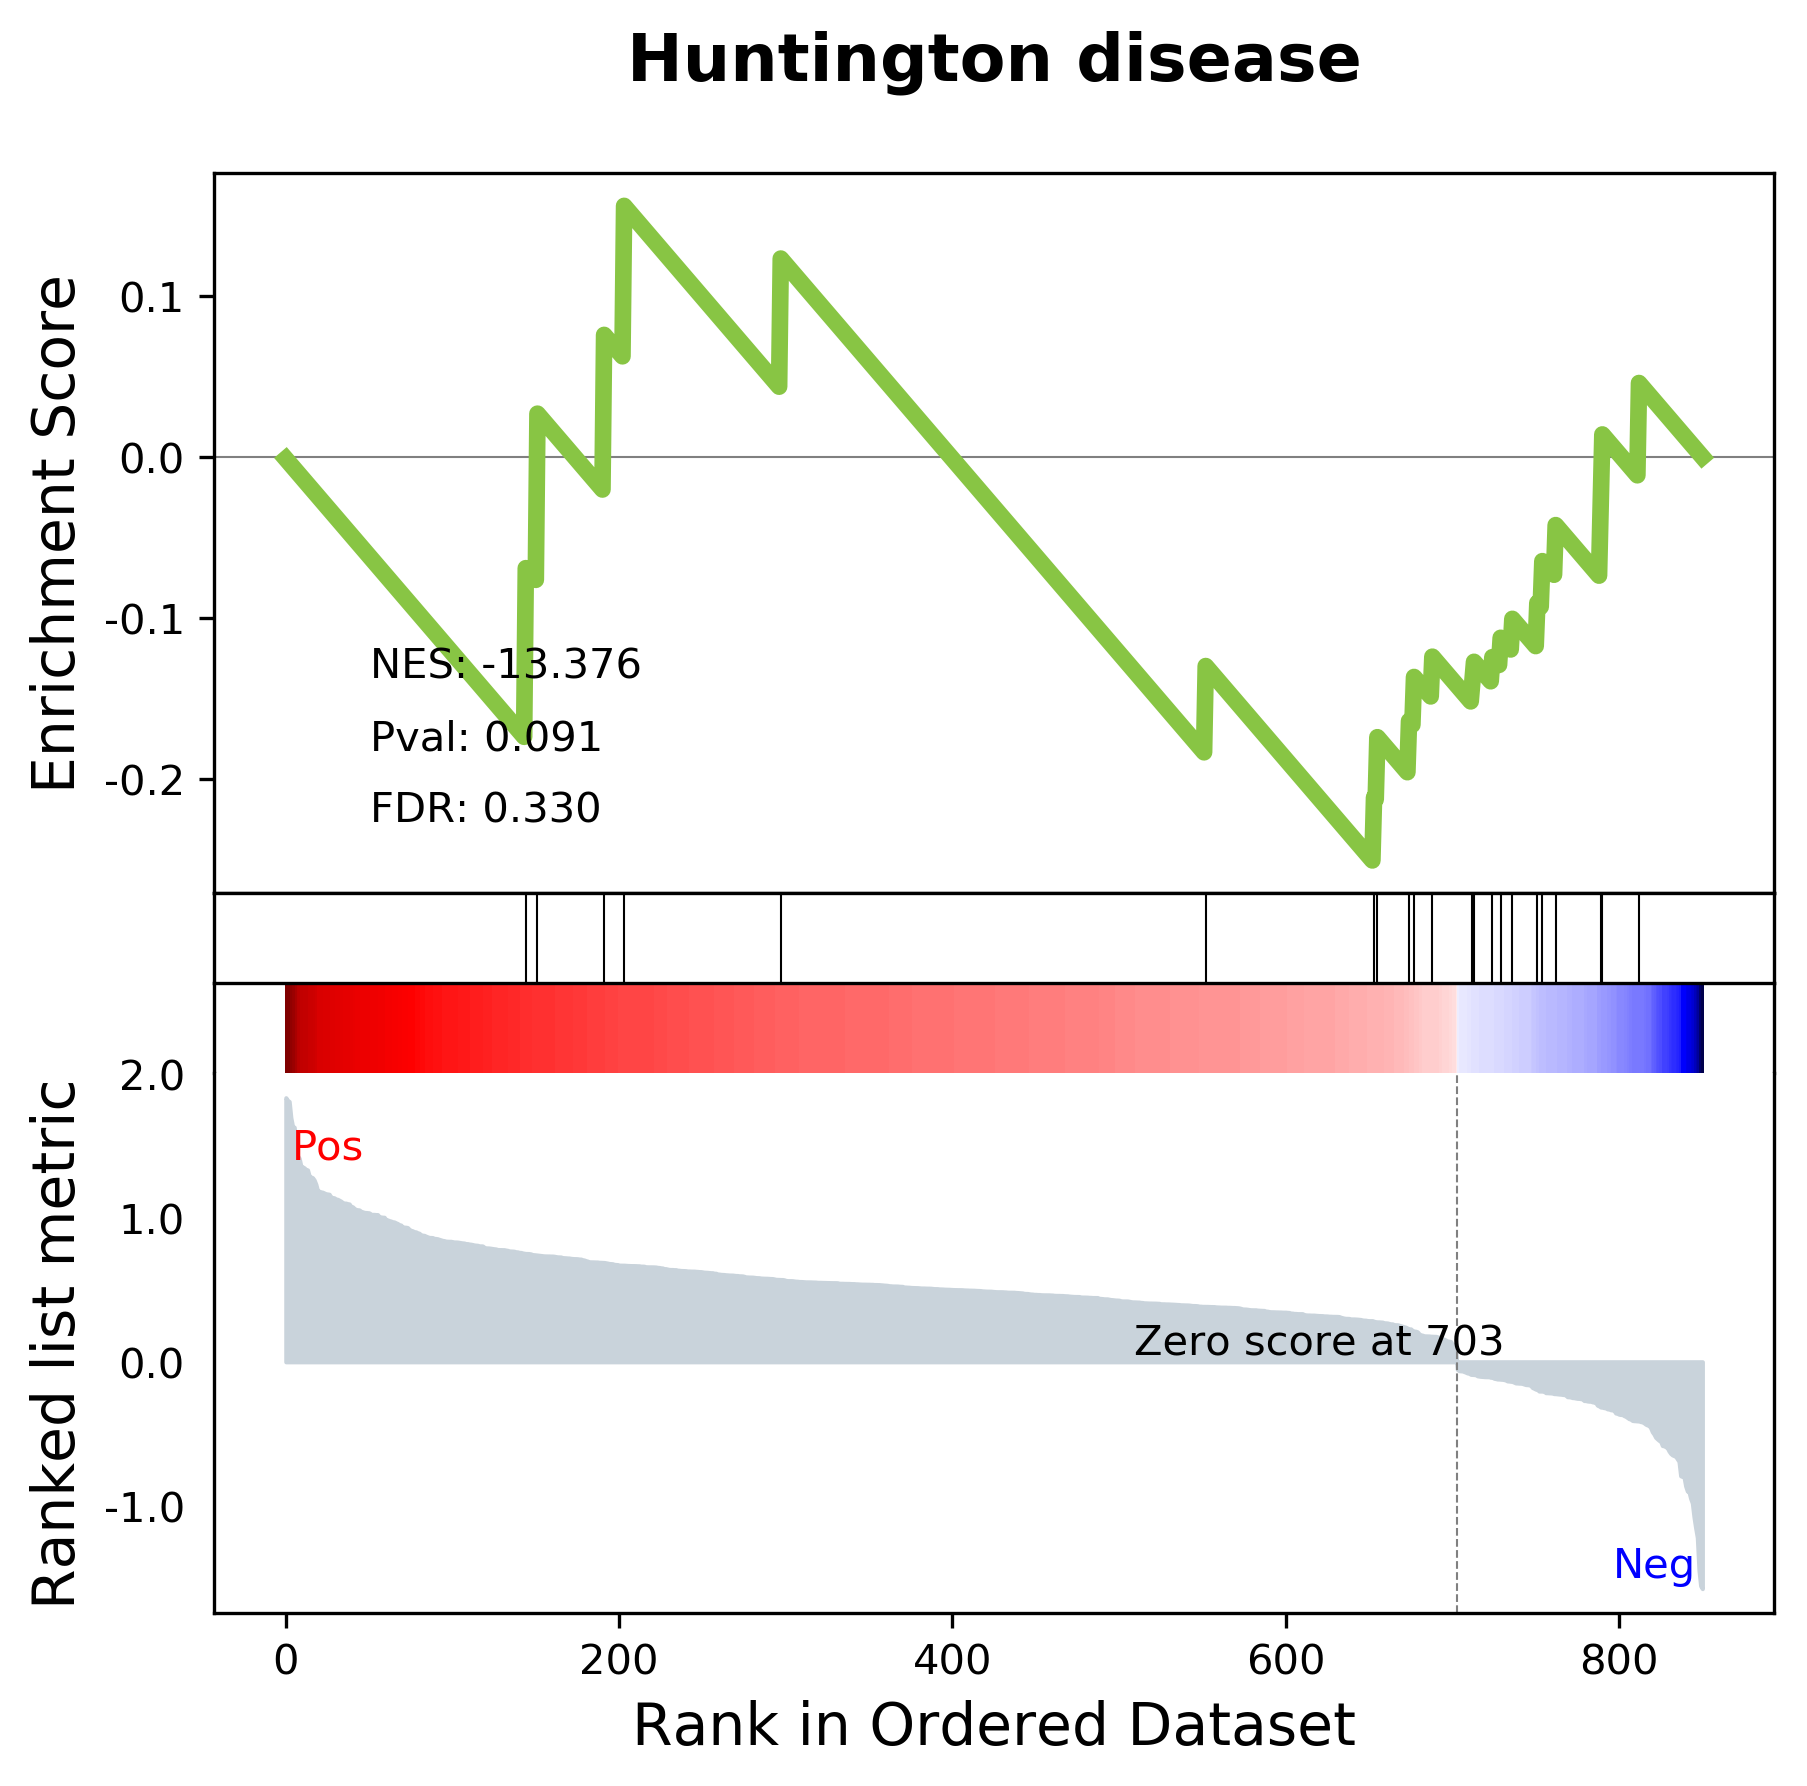 Huntington disease
Enrichment Score
0.1
0.0
-0.1
-0.2
NES: -13.376
Pval: 0.091
FDR: 0.330
Ranked list metric
2.0
1.0
0.0
-1.0
Pos
Zero score at 703
Neg
0 200 400 600 800
Rank in Ordered Dataset